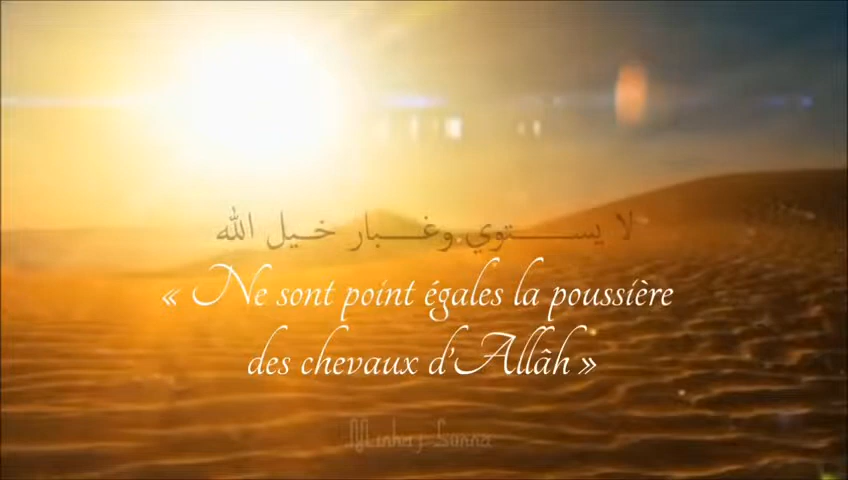 لا يستوي وغبار خيل الله
« Ne sont point égales la poussière
des chevaux d'Allâh »
Minhaj Sunna